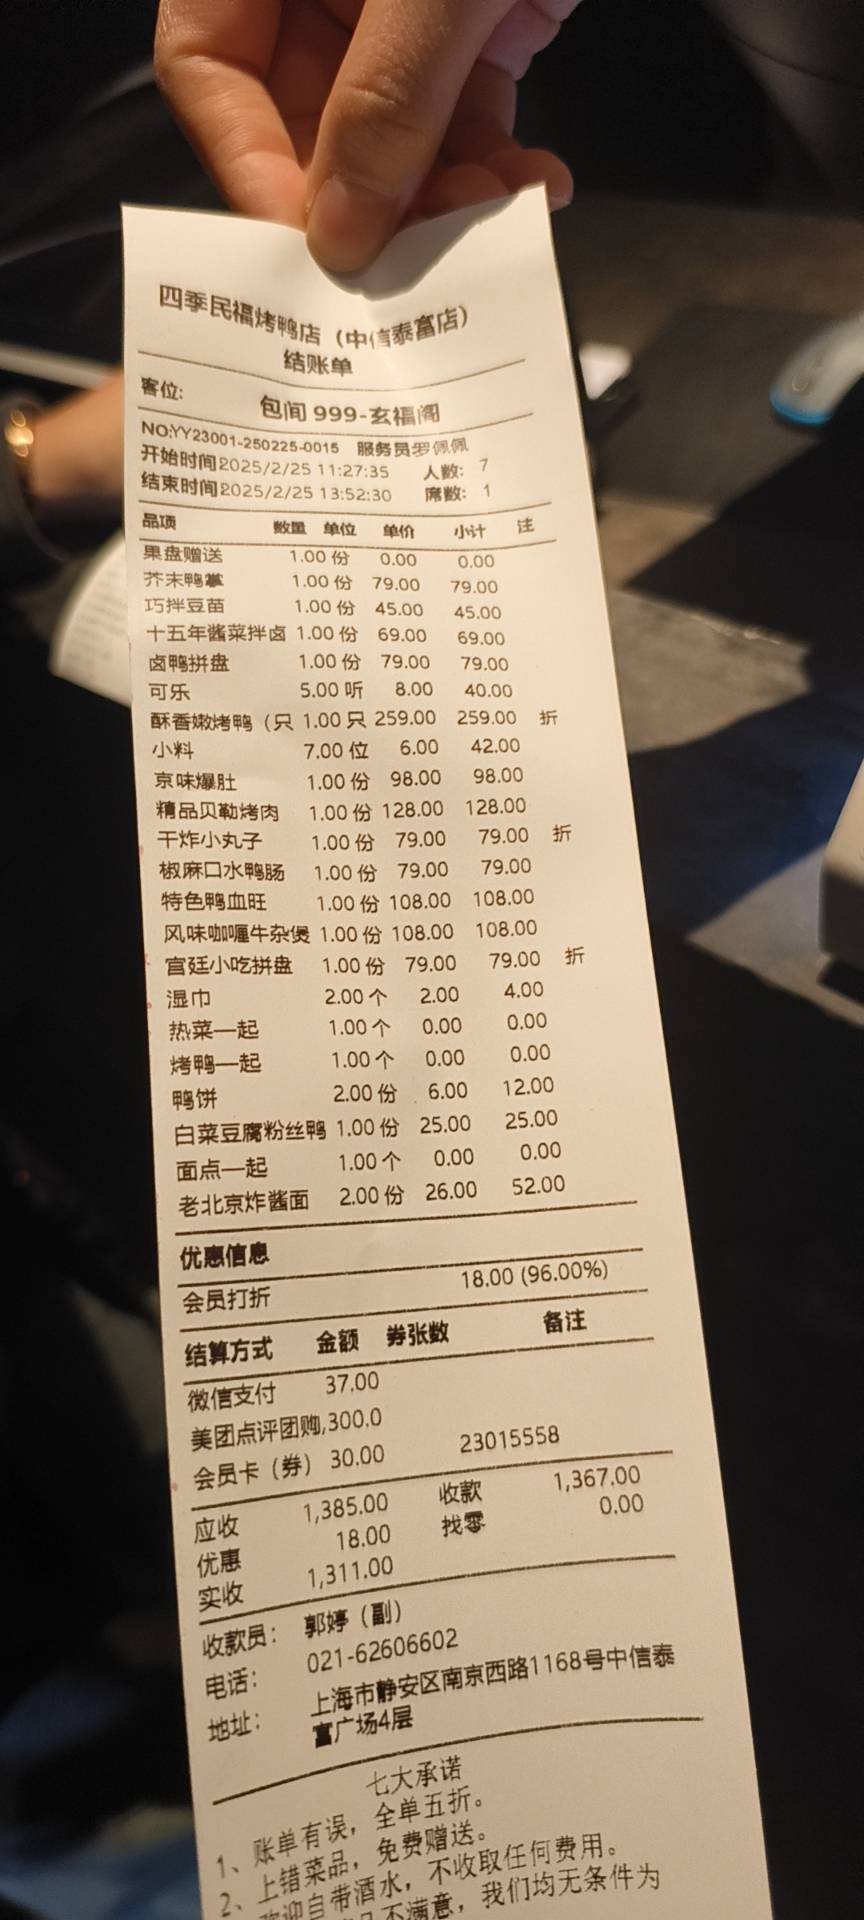 四季民福烤鸭店（中信泰富店）
结账单
客位: 包间 999-玄福阁
NO:YY23001-250225-0015 服务员罗佩佩
开始时间2025/2/25 11:27:35 人数: 7
结束时间2025/2/25 13:52:30 席数: 1
品项 数量 单位 单价 小计 注
果盘赠送 1.00 份 0.00 0.00
芥末鸭掌 1.00 份 79.00 79.00
巧拌豆苗 1.00 份 45.00 45.00
十五年酱菜拌卤 1.00 份 69.00 69.00
卤鸭拼盘 1.00 份 79.00 79.00
可乐 5.00 听 8.00 40.00
酥香嫩烤鸭（只 1.00 只 259.00 259.00 折
小料 7.00 位 6.00 42.00
京味爆肚 1.00 份 98.00 98.00
精品贝勒烤肉 1.00 份 128.00 128.00
干炸小丸子 1.00 份 79.00 79.00 折
椒麻口水鸭肠 1.00 份 79.00 79.00
特色鸭血旺 1.00 份 108.00 108.00
风味咖喱牛杂煲 1.00 份 108.00 108.00
宫廷小吃拼盘 1.00 份 79.00 79.00 折
湿巾 2.00 个 2.00 4.00
热菜—起 1.00 个 0.00 0.00
烤鸭—起 1.00 个 0.00 0.00
鸭饼 2.00 份 6.00 12.00
白菜豆腐粉丝鸭 1.00 份 25.00 25.00
面点—起 1.00 个 0.00 0.00
老北京炸酱面 2.00 份 26.00 52.00
优惠信息
会员打折 18.00 (96.00%)
结算方式 金额 券张数 备注
微信支付 37.00
美团点评团购,300.0
会员卡（券） 30.00 23015558
应收 1,385.00 收款 1,367.00
优惠 18.00 找零 0.00
实收 1,311.00
收款员: 郭婷（副）
电话: 021-62606602
地址: 上海市静安区南京西路1168号中信泰
富广场4层
七大承诺
1、账单有误，全单五折。
2、上错菜品，免费赠送。
欢迎自带酒水，不收取任何费用。
不满意，我们均无条件为